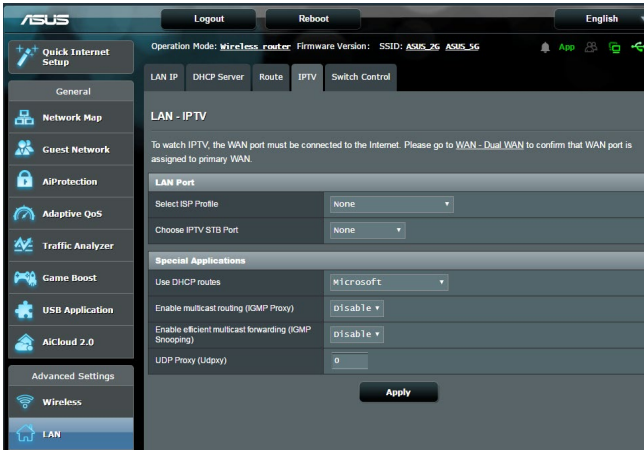 ASUS
Logout
Reboot
English
Quick Internet
Setup
Operation Mode: Wireless router Firmware Version: SSID: ASUS_2G ASUS_5G
App
General
Network Map
Guest Network
AiProtection
Adaptive QoS
Traffic Analyzer
Game Boost
USB Application
AiCloud 2.0
Advanced Settings
Wireless
LAN
LAN IP
DHCP Server
Route
IPTV
Switch Control
LAN - IPTV
To watch IPTV, the WAN port must be connected to the Internet. Please go to WAN - Dual WAN to confirm that WAN port is
assigned to primary WAN.
LAN Port
Select ISP Profile
None
Choose IPTV STB Port
None
Special Applications
Use DHCP routes
Microsoft
Enable multicast routing (IGMP Proxy)
Disable
Enable efficient multicast forwarding (IGMP
Snooping)
Disable
UDP Proxy (Udpxy)
0
Apply